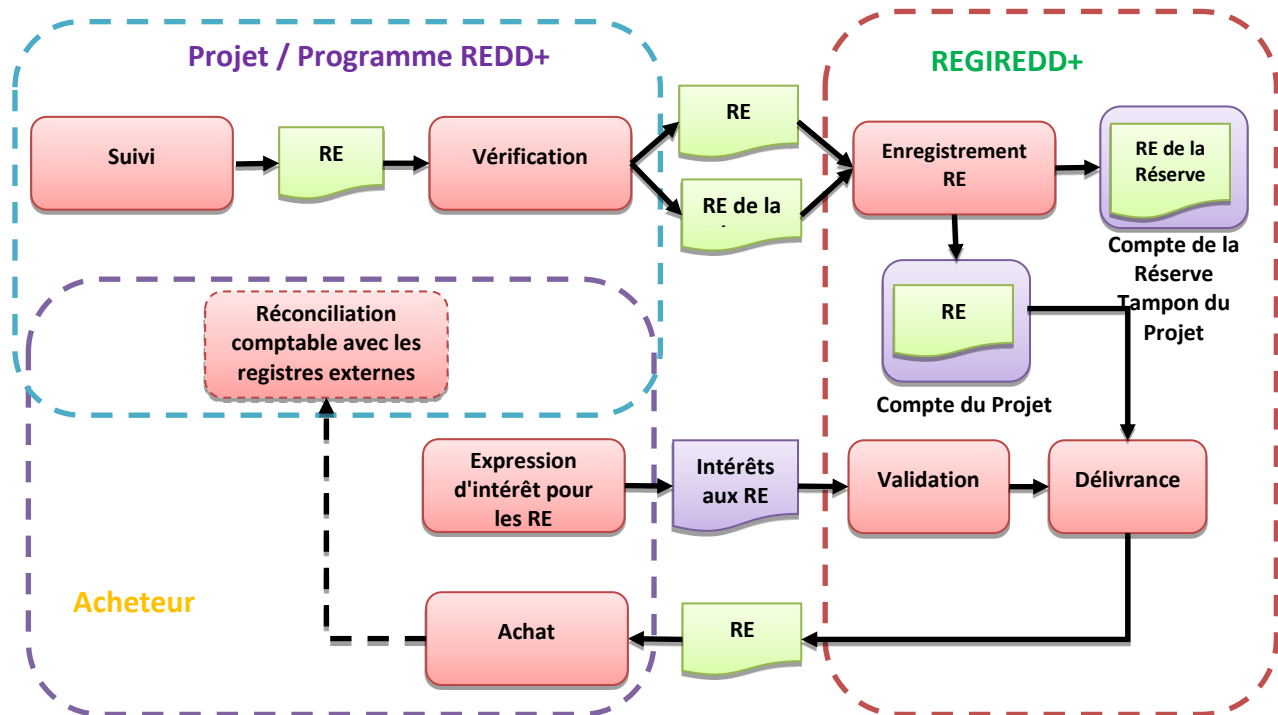 Projet / Programme REDD+
REGIREDD+
Suivi
RE
Vérification
RE
RE de la
Enregistrement
RE
RE de la
Réserve
Compte de la
Réserve
Tampon du
Projet
RE
Compte du Projet
Réconciliation
comptable avec les
registres externes
Expression
d'intérêt pour
les RE
Intérêts
aux RE
Validation
Délivrance
Acheteur
Achat
RE